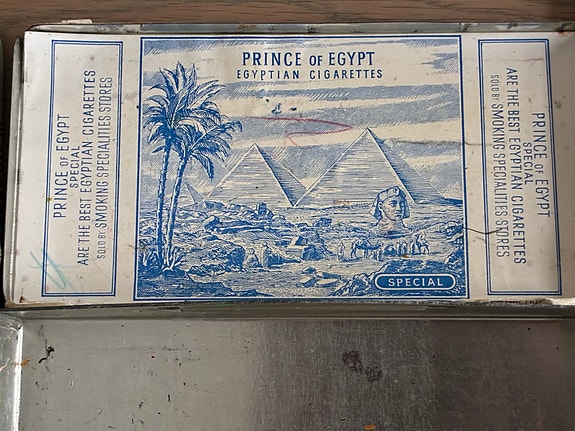 PRINCE OF EGYPT
SPECIAL
ARE THE BEST EGYPTIAN CIGARETTES
SOLD BY SMOKING SPECIALITIES STORES
PRINCE OF EGYPT
EGYPTIAN CIGARETTES
SPECIAL
PRINCE OF EGYPT
SPECIAL
ARE THE BEST EGYPTIAN CIGARETTES
SOLD BY SMOKING SPECIALITIES STORES